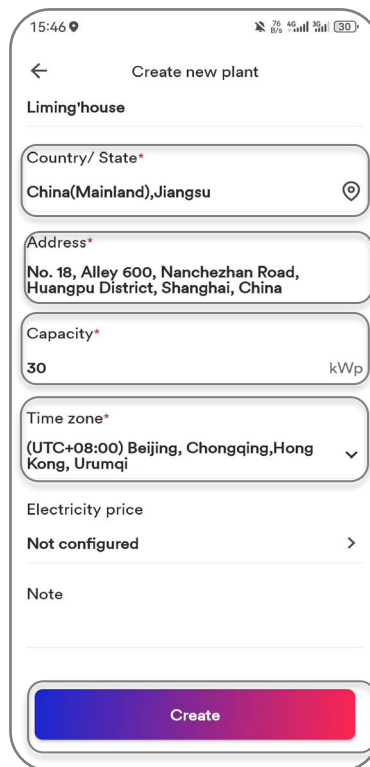 15:46
76 B/s 4G 3G 30
Create new plant
Liming'house
Country/ State*
China(Mainland),Jiangsu
Address*
No. 18, Alley 600, Nanchezhan Road,
Huangpu District, Shanghai, China
Capacity*
30 kWp
Time zone*
(UTC+08:00) Beijing, Chongqing,Hong
Kong, Urumqi
Electricity price
Not configured
Note
Create